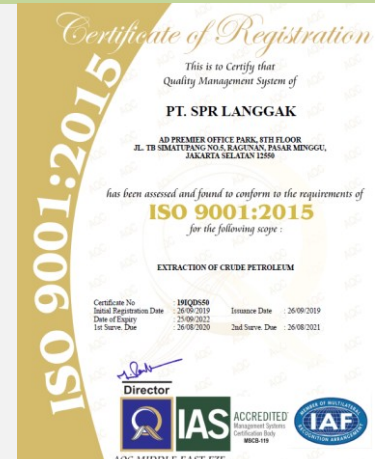 Certificate of Registration
This is to Certify that
Quality Management System of
PT. SPR LANGGAK
AD PREMIER OFFICE PARK, 8TH FLOOR
JL. TB SIMATUPANG NO.5, RAGUNAN, PASAR MINGGU,
JAKARTA SELATAN 12550
has been assessed and found to conform to the requirements of
ISO 9001:2015
for the following scope :
EXTRACTION OF CRUDE PETROLEUM
Certificate No : 19IQDS50
Initial Registration Date : 26/09/2019 Issuance Date : 26/09/2019
Date of Expiry : 25/09/2022
1st Surve. Due : 26/08/2020 2nd Surve. Due : 26/08/2021
Director
IAS ACCREDITED
Management Systems
Certification Body
MSCB-119
MEMBER OF MULTILATERAL
RECOGNITION ARRANGEMENT
IAF
AQC MIDDLE EAST FZE
ISO 9001:2015